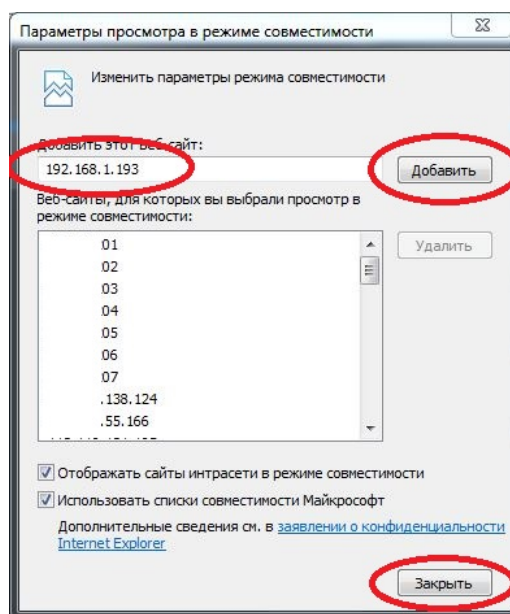 Параметры просмотра в режиме совместимости
Изменить параметры режима совместимости
Добавить этот веб-сайт:
192.168.1.193
Добавить
Веб-сайты, для которых вы выбрали просмотр в
режиме совместимости:
01
02
03
04
05
06
07
.138.124
.55.166
Удалить
Отображать сайты интрасети в режиме совместимости
Использовать списки совместимости Майкрософт
Дополнительные сведения см. в заявлении о конфиденциальности
Internet Explorer
Закрыть